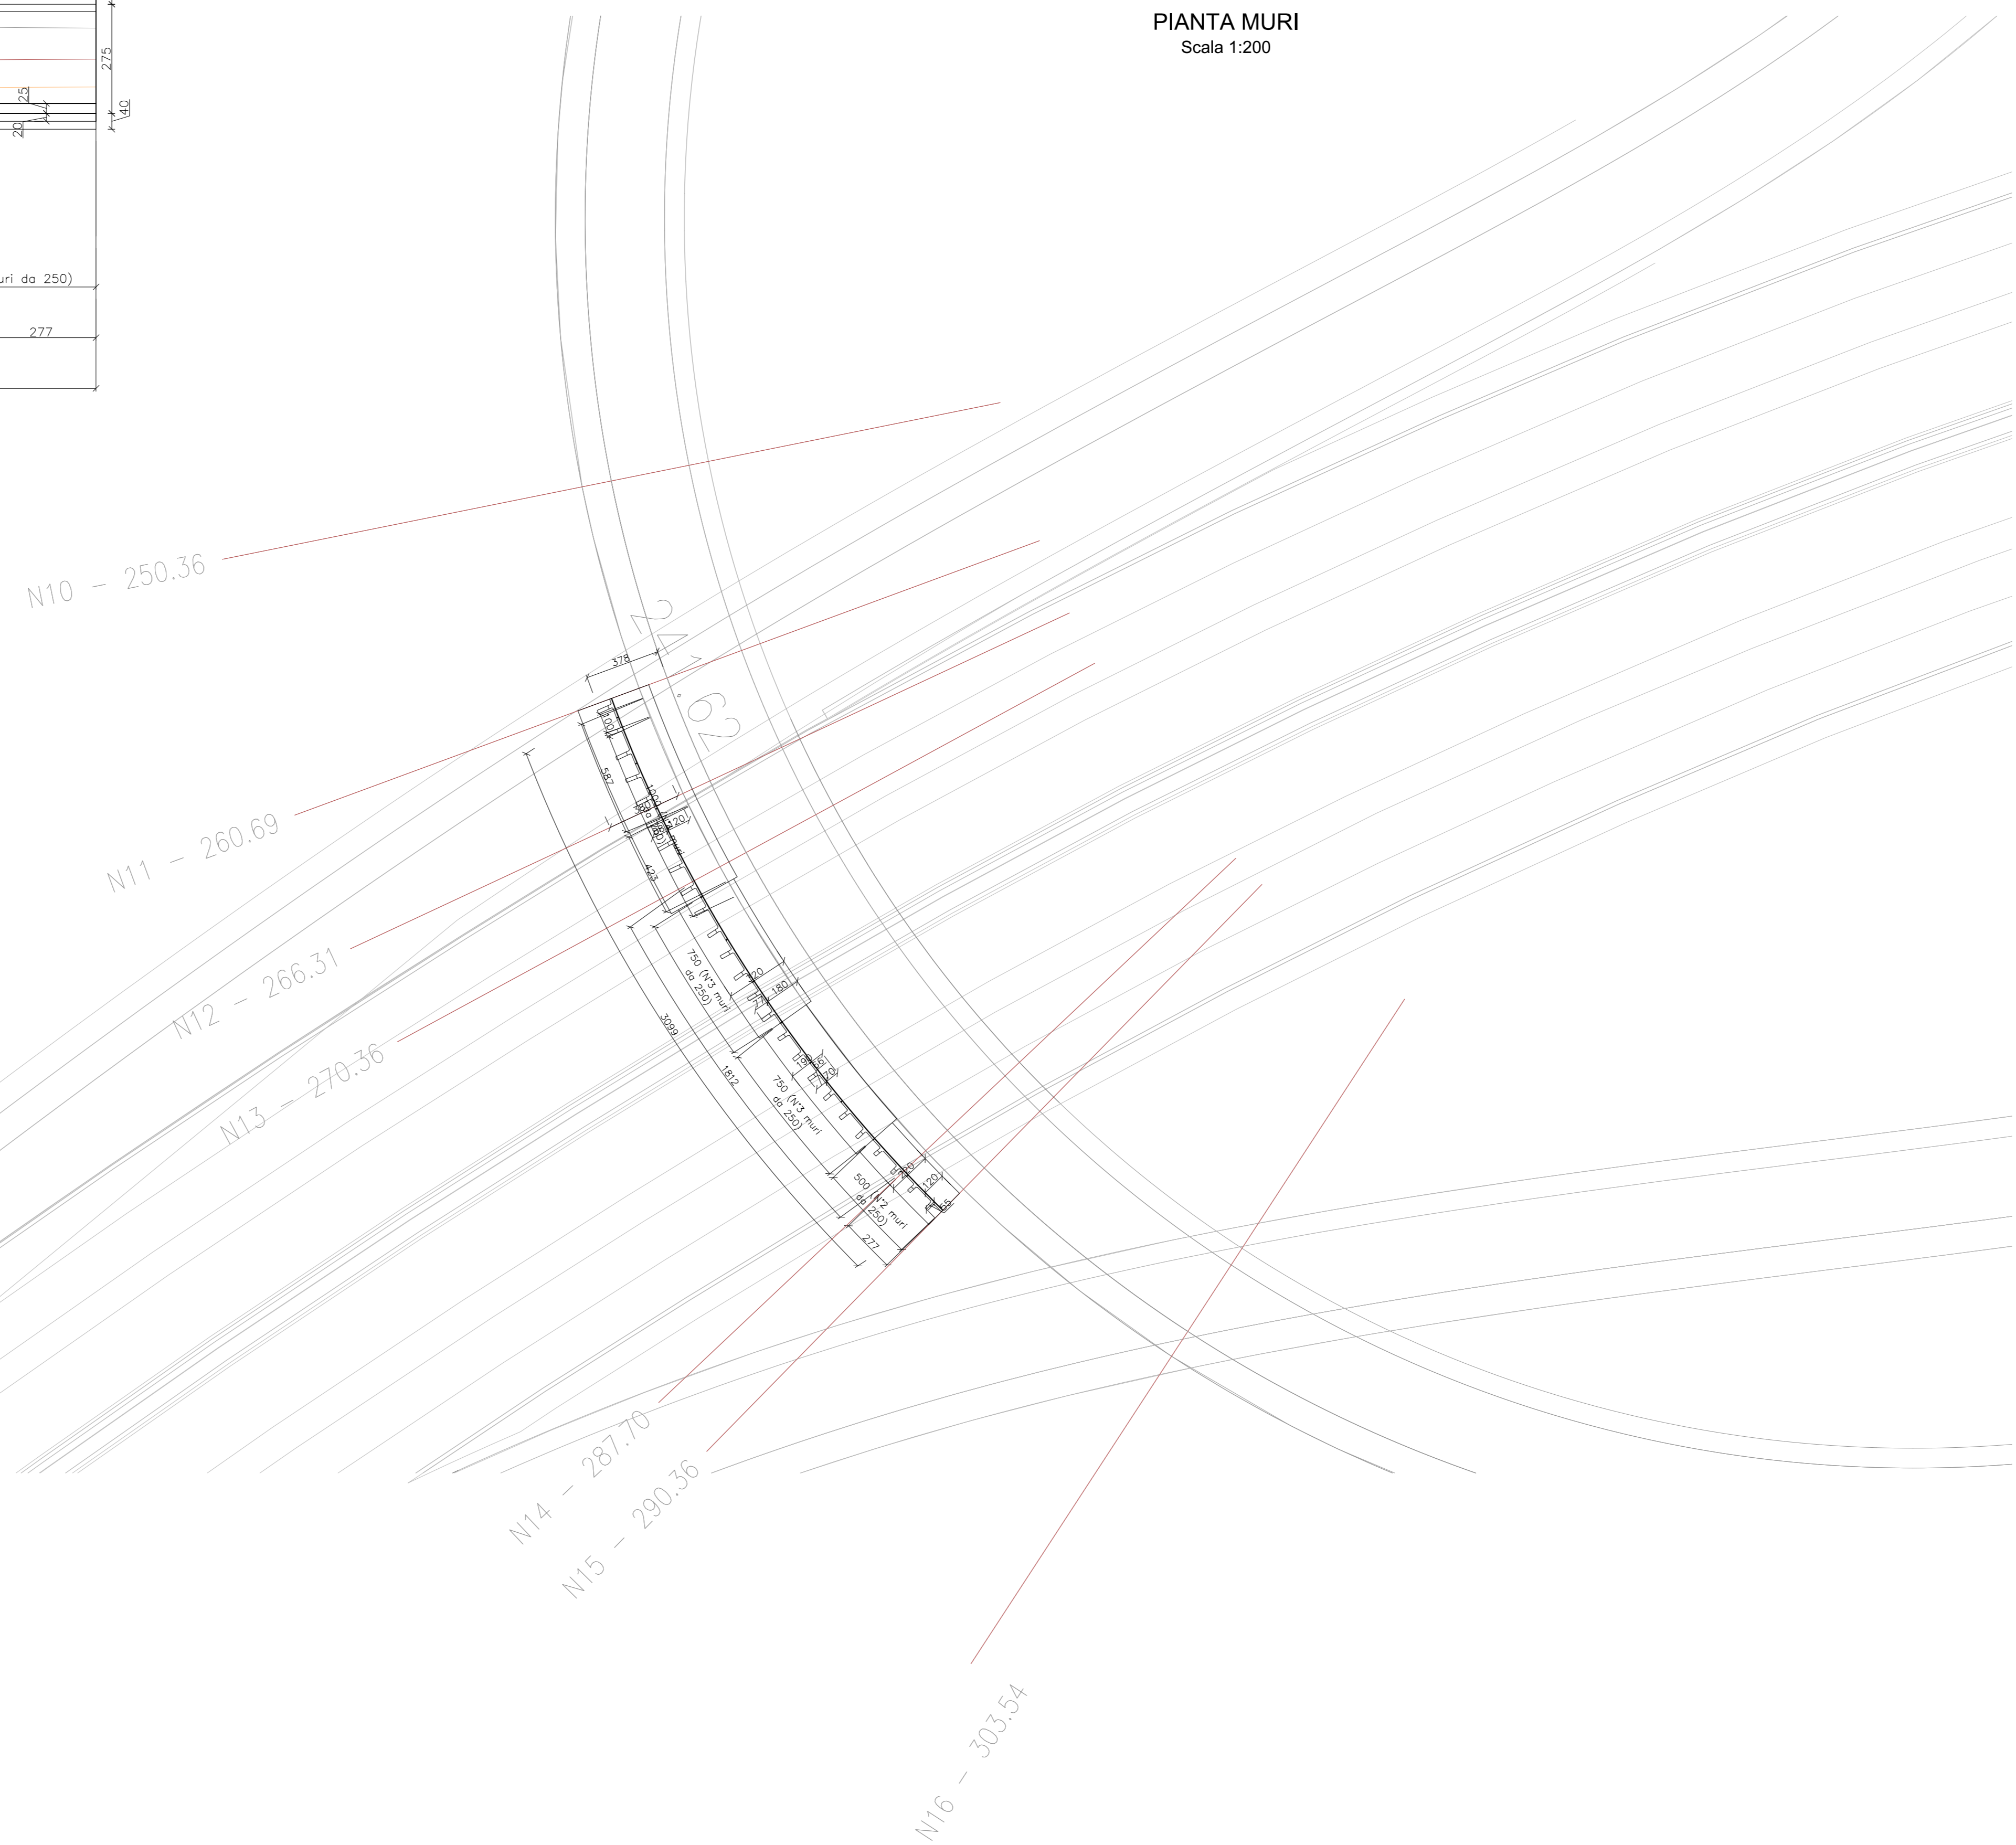 PIANTA MURI
Scala 1:200
275
25
40
20
uri da 250)
277
N10 - 250.36
N11 - 260.69
N12 - 266.31
N13 - 270.36
N14 - 287.70
N15 - 290.36
N16 - 303.54
378
100
587
120
423
3099
1812
750 (N°3 muri
da 250)
180
750 (N°3 muri
da 250)
500 (N°2 muri
da 250)
120
277